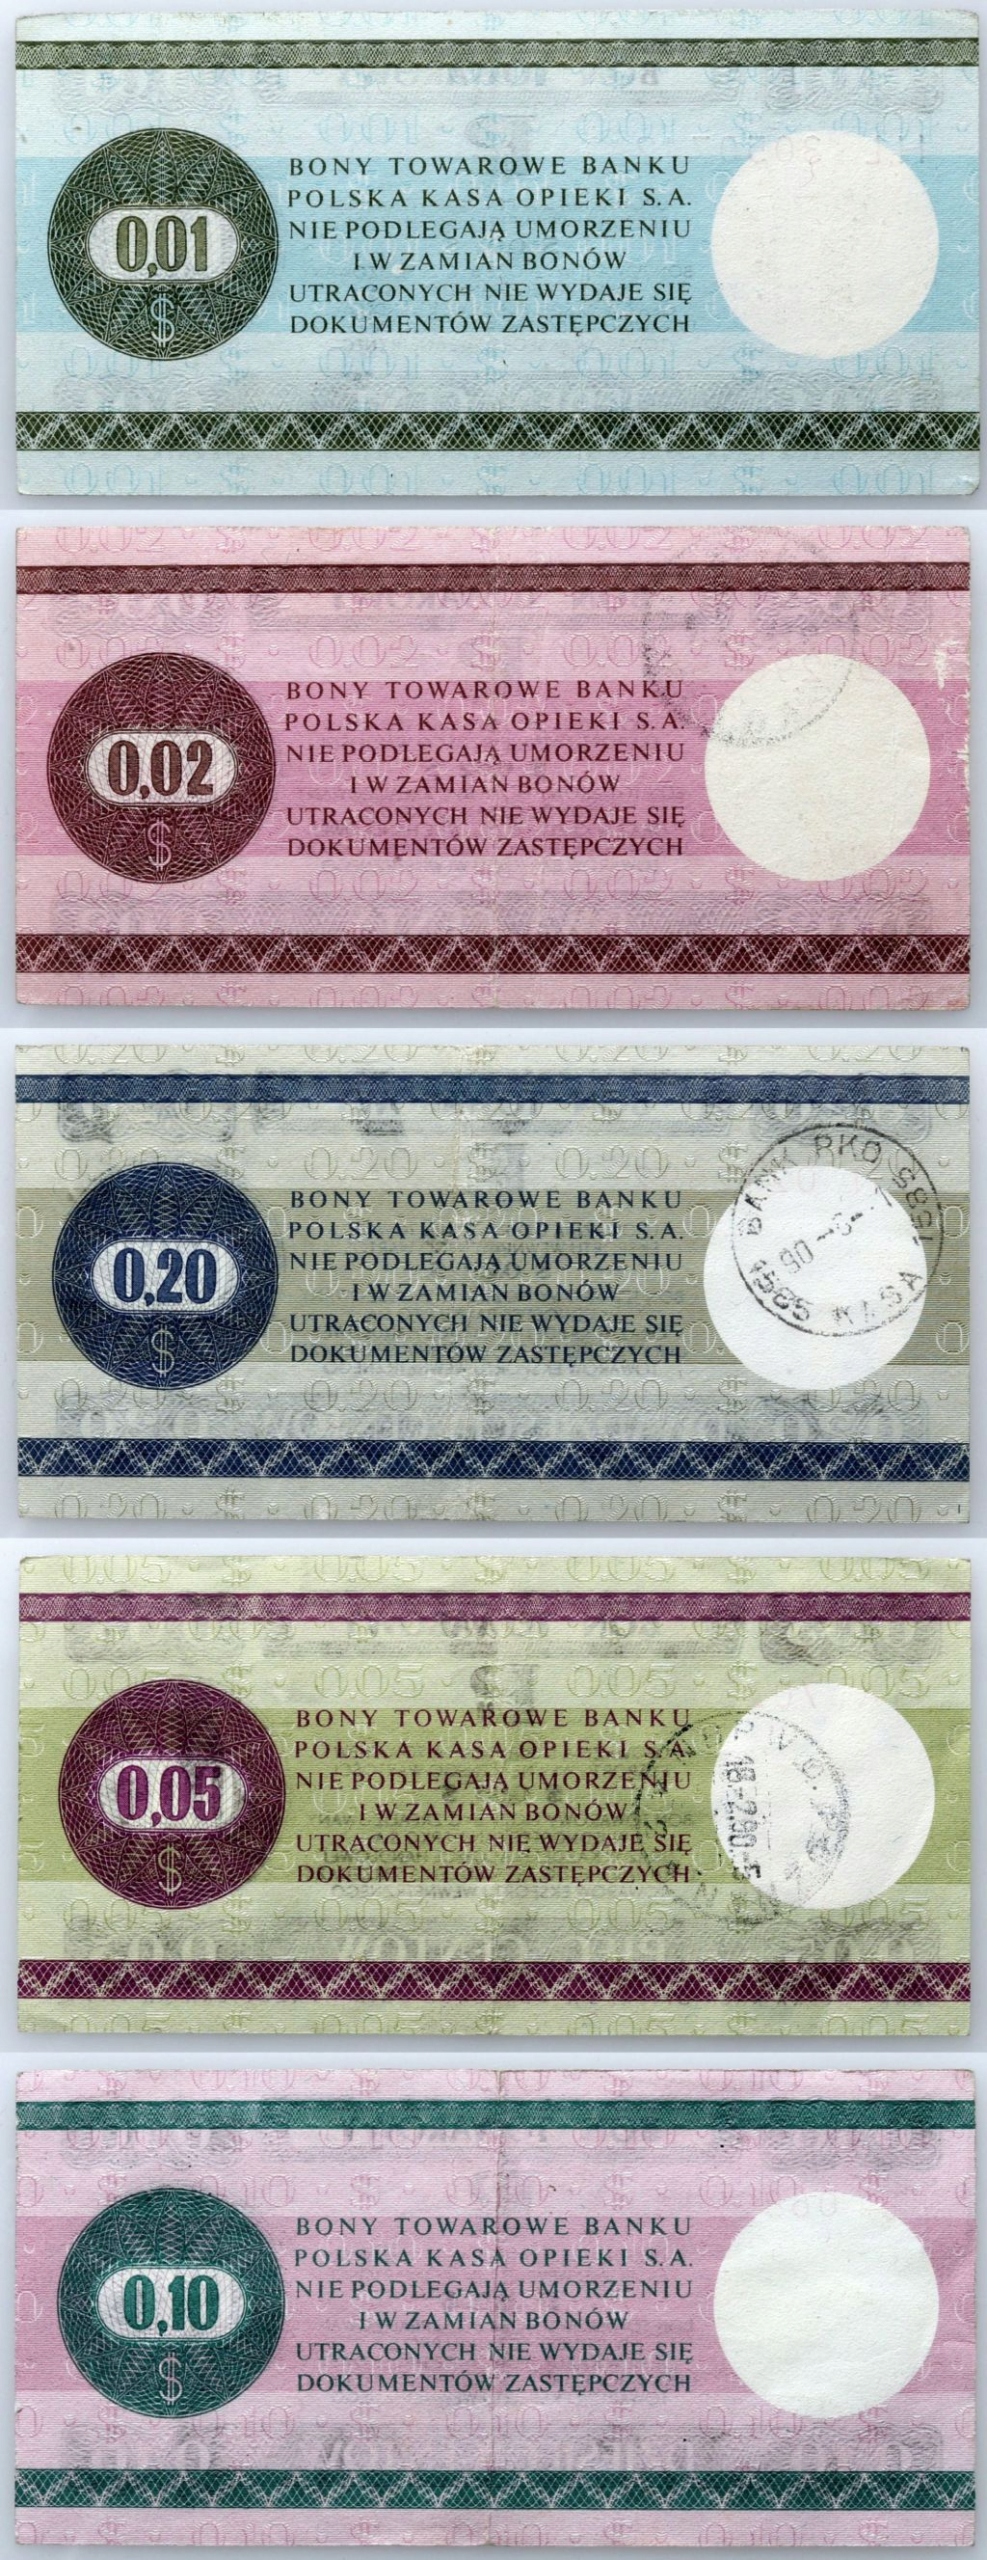 0,01
$
BONY TOWAROWE BANKU
POLSKA KASA OPIEKI S.A.
NIE PODLEGAJĄ UMORZENIU
I W ZAMIAN BONÓW
UTRACONYCH NIE WYDAJE SIĘ
DOKUMENTÓW ZASTĘPCZYCH
0,02
$
BONY TOWAROWE BANKU
POLSKA KASA OPIEKI S.A.
NIE PODLEGAJĄ UMORZENIU
I W ZAMIAN BONÓW
UTRACONYCH NIE WYDAJE SIĘ
DOKUMENTÓW ZASTĘPCZYCH
0,20
$
BONY TOWAROWE BANKU
POLSKA KASA OPIEKI S.A.
NIE PODLEGAJĄ UMORZENIU
I W ZAMIAN BONÓW
UTRACONYCH NIE WYDAJE SIĘ
DOKUMENTÓW ZASTĘPCZYCH
BANK PKO
KASA
0,05
$
BONY TOWAROWE BANKU
POLSKA KASA OPIEKI S.A.
NIE PODLEGAJĄ UMORZENIU
I W ZAMIAN BONÓW
UTRACONYCH NIE WYDAJE SIĘ
DOKUMENTÓW ZASTĘPCZYCH
0,10
$
BONY TOWAROWE BANKU
POLSKA KASA OPIEKI S.A.
NIE PODLEGAJĄ UMORZENIU
I W ZAMIAN BONÓW
UTRACONYCH NIE WYDAJE SIĘ
DOKUMENTÓW ZASTĘPCZYCH